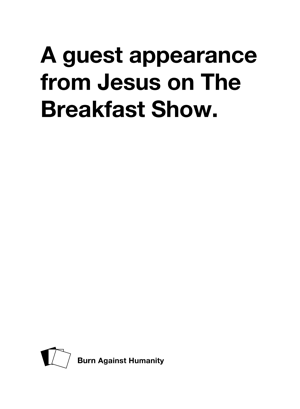 A guest appearance
from Jesus on The
Breakfast Show.
Burn Against Humanity